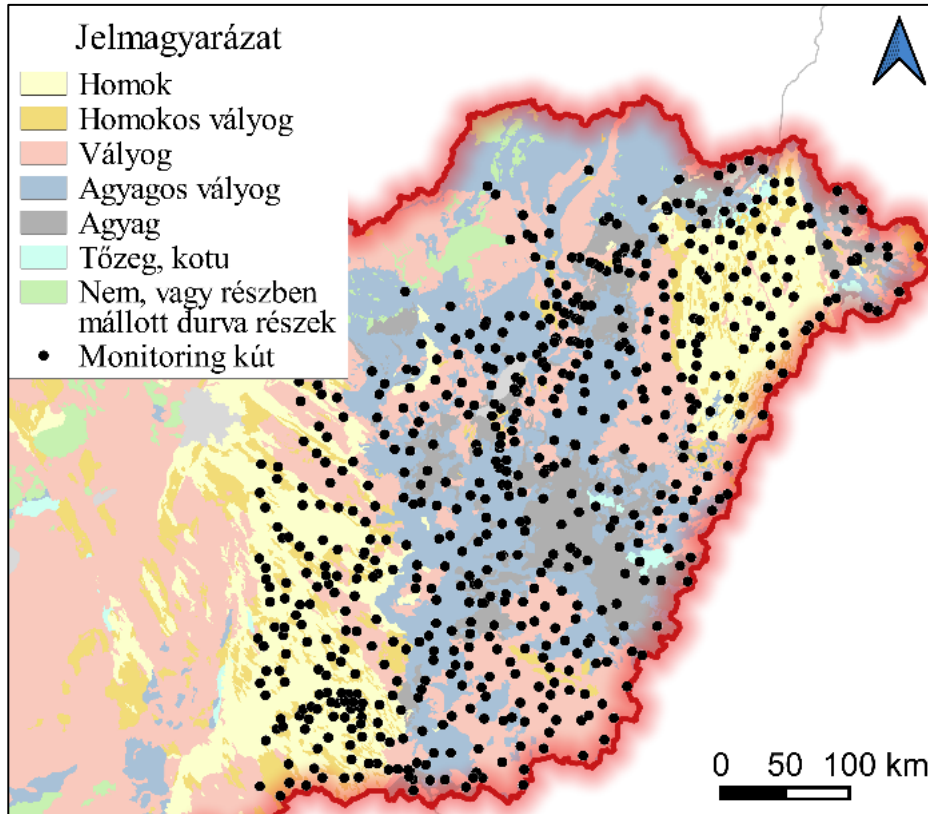 Jelmagyarázat
Homok
Homokos vályog
Vályog
Agyagos vályog
Agyag
Tőzeg, kotu
Nem, vagy részben
mállott durva részek
Monitoring kút
0 50 100 km